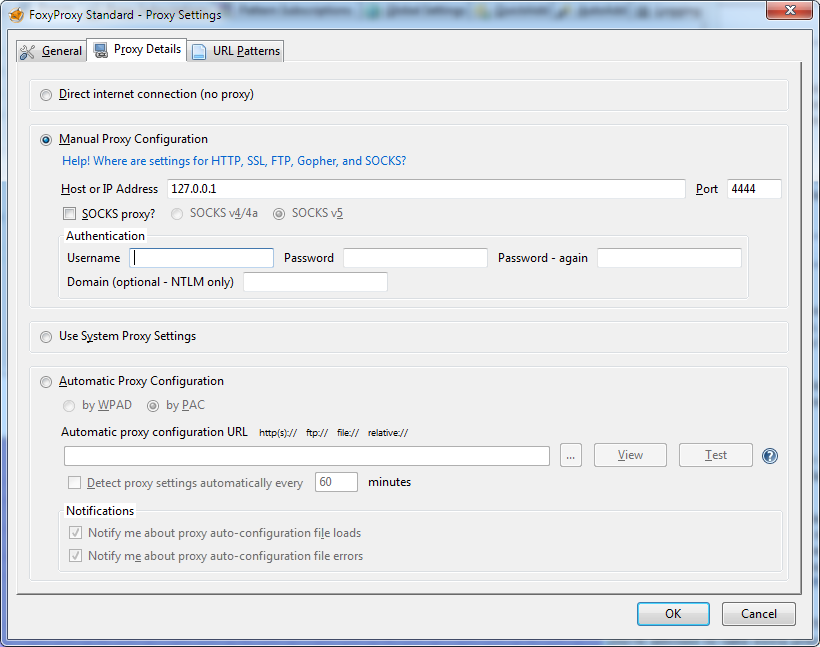 FoxyProxy Standard - Proxy Settings
General Proxy Details URL Patterns
Direct internet connection (no proxy)
Manual Proxy Configuration
Help! Where are settings for HTTP, SSL, FTP, Gopher, and SOCKS?
Host or IP Address 127.0.0.1 Port 4444
SOCKS proxy? SOCKS v4/4a SOCKS v5
Authentication
Username Password Password - again
Domain (optional - NTLM only)
Use System Proxy Settings
Automatic Proxy Configuration
by WPAD by PAC
Automatic proxy configuration URL http(s):// ftp:// file:// relative://
... View Test ?
Detect proxy settings automatically every 60 minutes
Notifications
Notify me about proxy auto-configuration file loads
Notify me about proxy auto-configuration file errors
OK Cancel